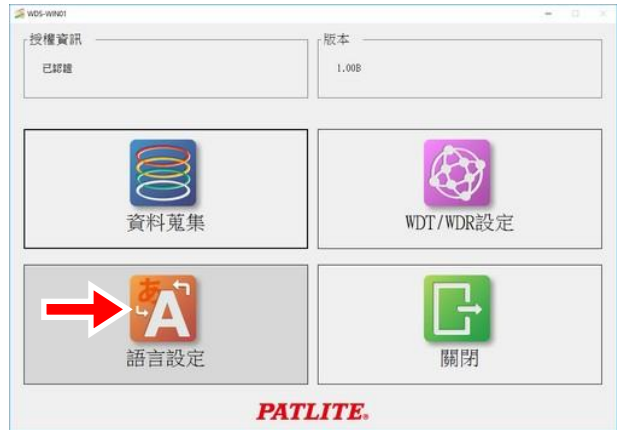 WDS-WIN01
授權資訊
版本
已認證
1.00B
資料蒐集
WDT/WDR設定
あ
A
語言設定
關閉
PATLITE®